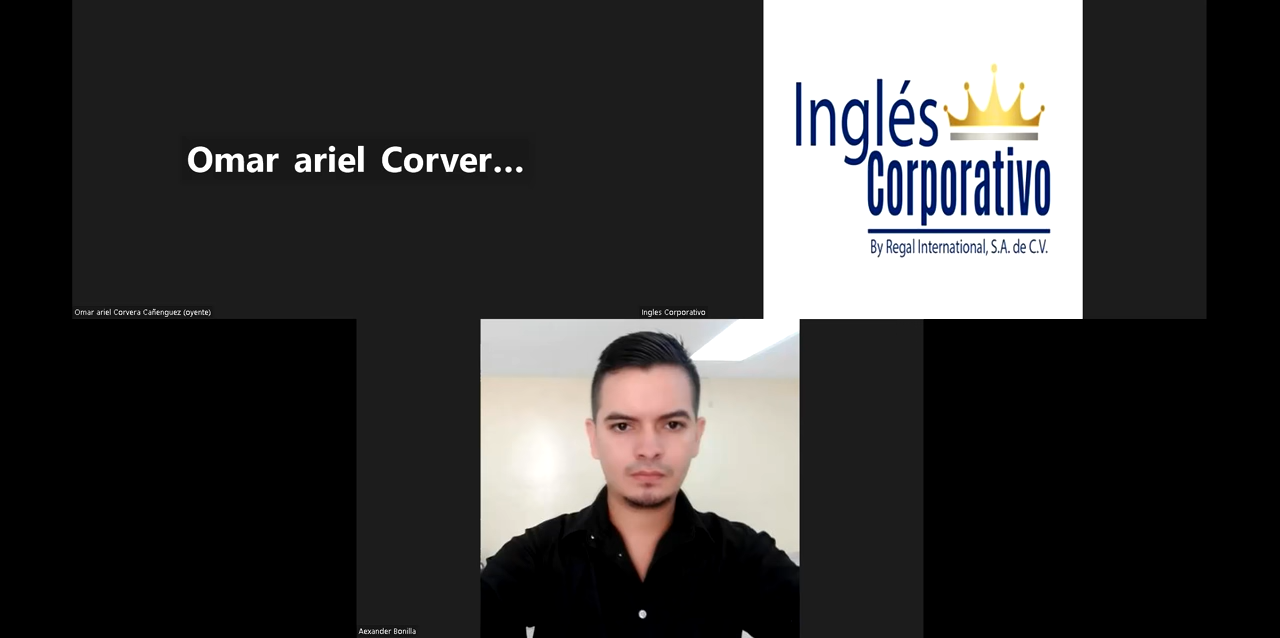 Omar ariel Corver...
Inglés
Corporativo
By Regal International, S.A. de C.V.
Omar ariel Corvera Cañenguez (oyente)
Ingles Corporativo
Aexander Bonilla